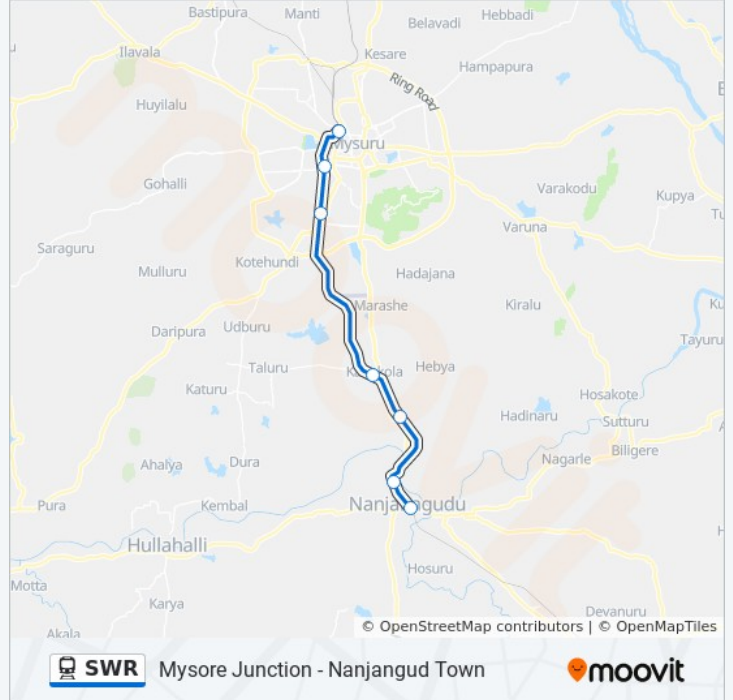 Bastipura
Manti
Hebbadi
Belavadi
Ilavala
Kesare
Hampapura
Ring Road
Huyilalu
Mysuru
Gohalli
Varakodu
Kupya
Varuna
Saraguru
Kotehundi
Mulluru
Hadajana
Marashe
Kiralu
Daripura
Udburu
Tayuru
Taluru
Hebya
Katuru
Hosakote
Hadinaru
Sutturu
Biligere
Nagarle
Ahalya
Dura
Pura
Kembal
Nanjangudu
Hullahalli
Hosuru
Motta
Karya
Devanuru
Akala
© OpenStreetMap contributors | © OpenMapTiles
SWR Mysore Junction - Nanjangud Town
moovit